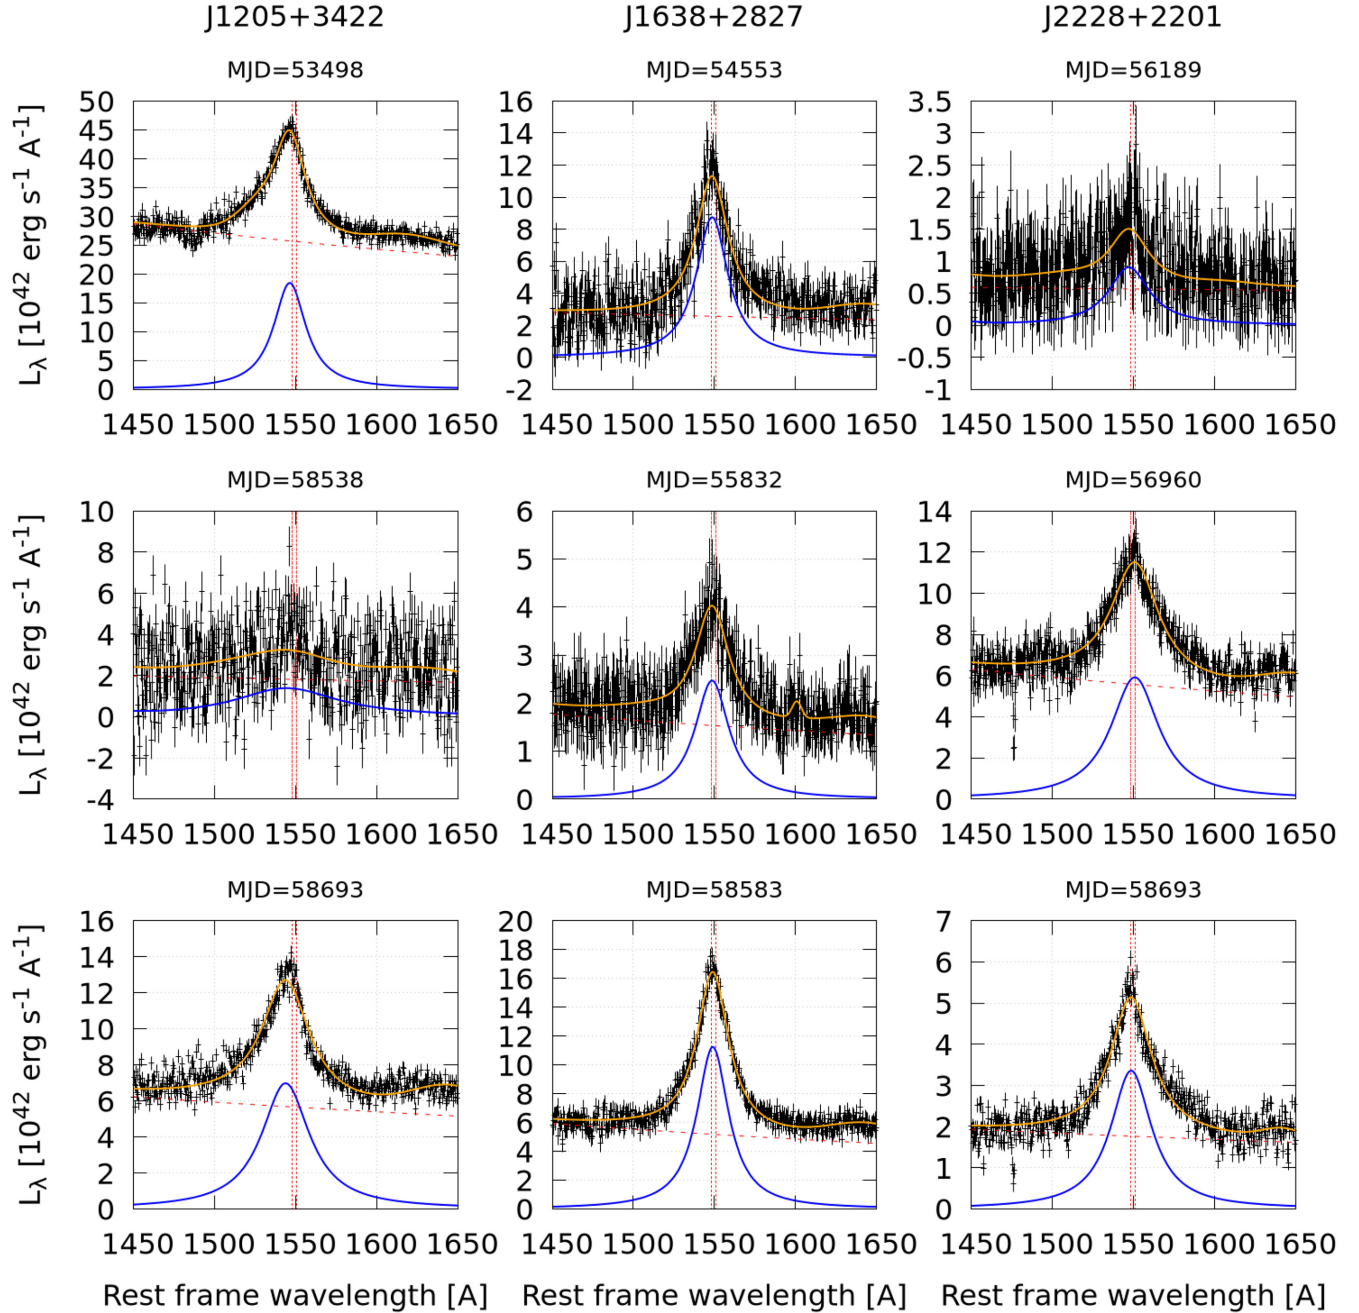 J1205+3422 J1638+2827 J2228+2201
MJD=53498 MJD=54553 MJD=56189
L_λ [10^42 erg s^-1 A^-1]
50 45 40 35 30 25 20 15 10 5 0
1450 1500 1550 1600 1650
16 14 12 10 8 6 4 2 0 -2
1450 1500 1550 1600 1650
3.5 3 2.5 2 1.5 1 0.5 0 -0.5 -1
1450 1500 1550 1600 1650
MJD=58538 MJD=55832 MJD=56960
L_λ [10^42 erg s^-1 A^-1]
10 8 6 4 2 0 -2 -4
1450 1500 1550 1600 1650
6 5 4 3 2 1 0
1450 1500 1550 1600 1650
14 12 10 8 6 4 2 0
1450 1500 1550 1600 1650
MJD=58693 MJD=58583 MJD=58693
L_λ [10^42 erg s^-1 A^-1]
16 14 12 10 8 6 4 2 0
1450 1500 1550 1600 1650
20 18 16 14 12 10 8 6 4 2 0
1450 1500 1550 1600 1650
7 6 5 4 3 2 1 0
1450 1500 1550 1600 1650
Rest frame wavelength [A] Rest frame wavelength [A] Rest frame wavelength [A]